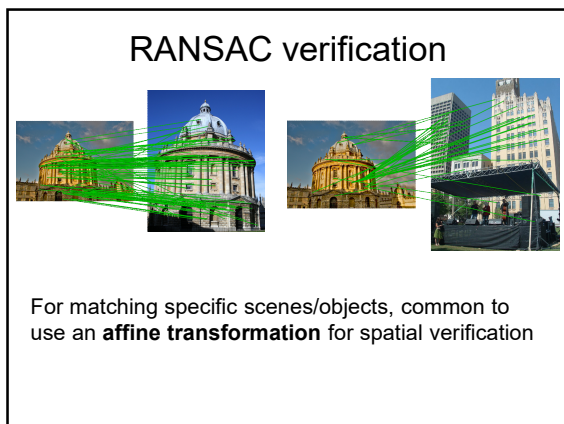 RANSAC verification
For matching specific scenes/objects, common to
use an affine transformation for spatial verification